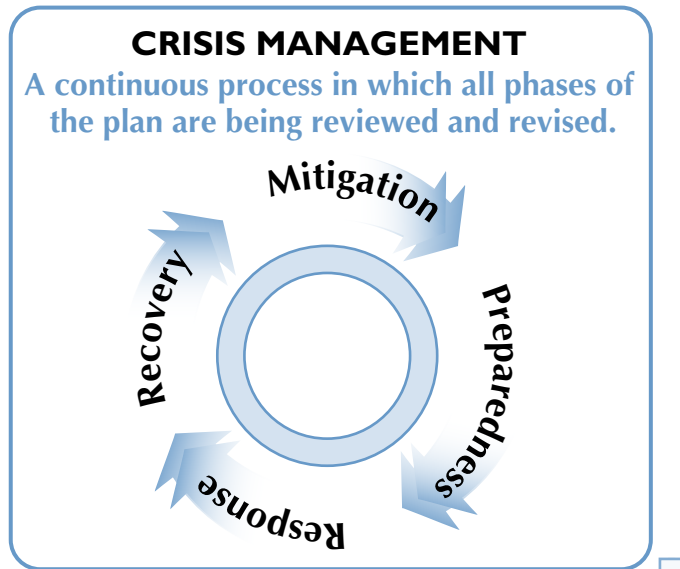 CRISIS MANAGEMENT
A continuous process in which all phases of
the plan are being reviewed and revised.
Mitigation
Preparedness
Response
Recovery